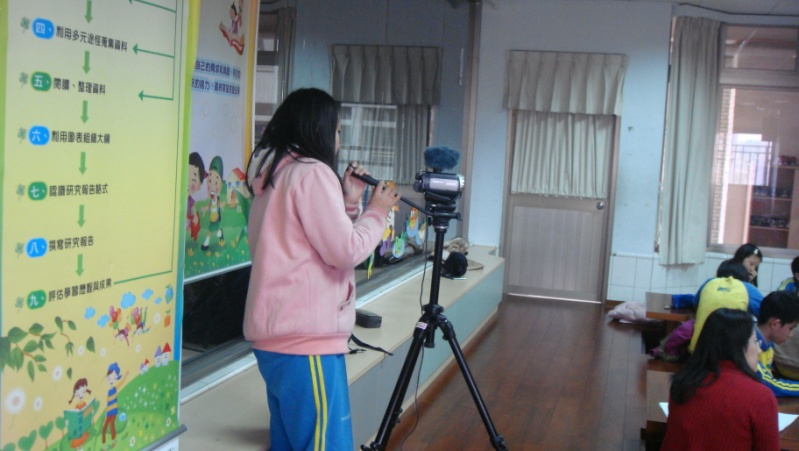 四、利用多元途徑蒐集資料
五、閱讀、整理資料
六、利用圖表組織大綱
七、認識研究報告格式
八、撰寫研究報告
九、評估學習歷程與成果